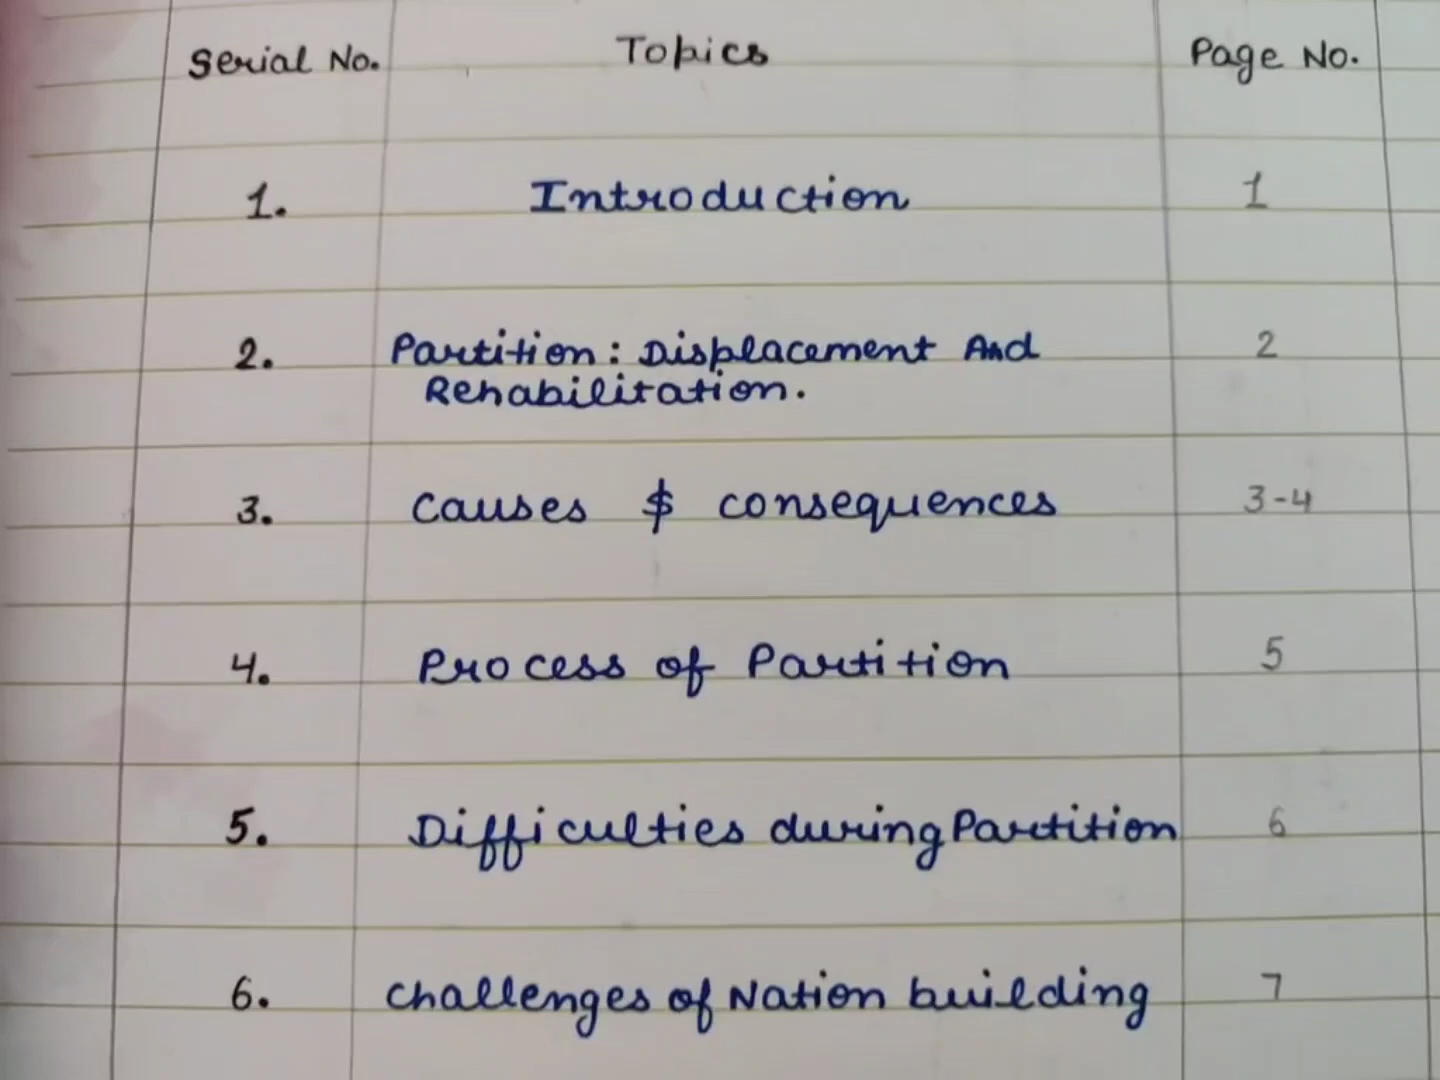 Serial No. Topics Page No.
1. Introduction 1
2. Partition: Displacement And 2
Rehabilitation.
3. Causes & consequences 3-4
4. Process of Partition 5
5. Difficulties during Partition 6
6. Challenges of Nation building 7